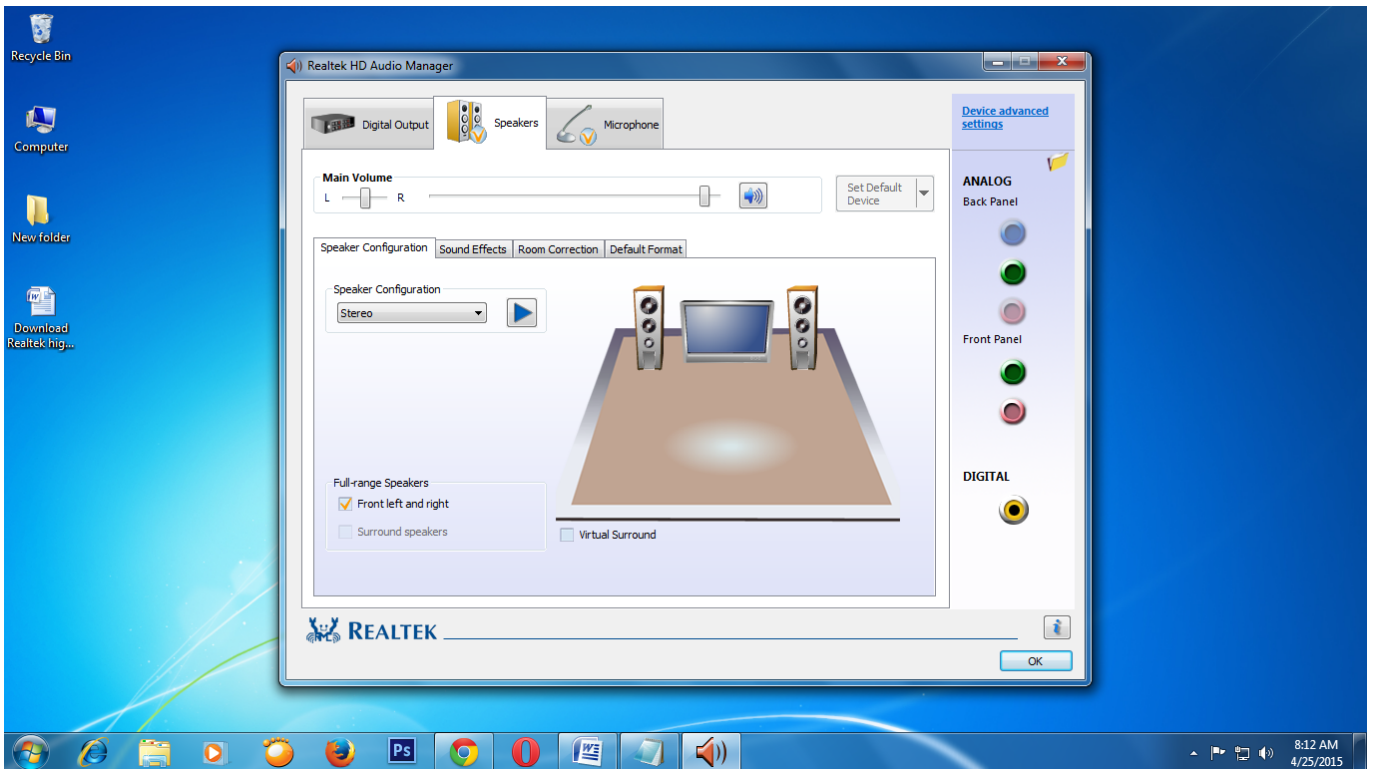 Recycle Bin
Computer
New folder
Download
Realtek hig...
Realtek HD Audio Manager
Digital Output
Speakers
Microphone
Device advanced
settings
Main Volume
L
R
Set Default
Device
ANALOG
Back Panel
Speaker Configuration
Sound Effects
Room Correction
Default Format
Speaker Configuration
Stereo
Front Panel
Full-range Speakers
Front left and right
Surround speakers
Virtual Surround
DIGITAL
REALTEK
OK
Ps
8:12 AM
4/25/2015